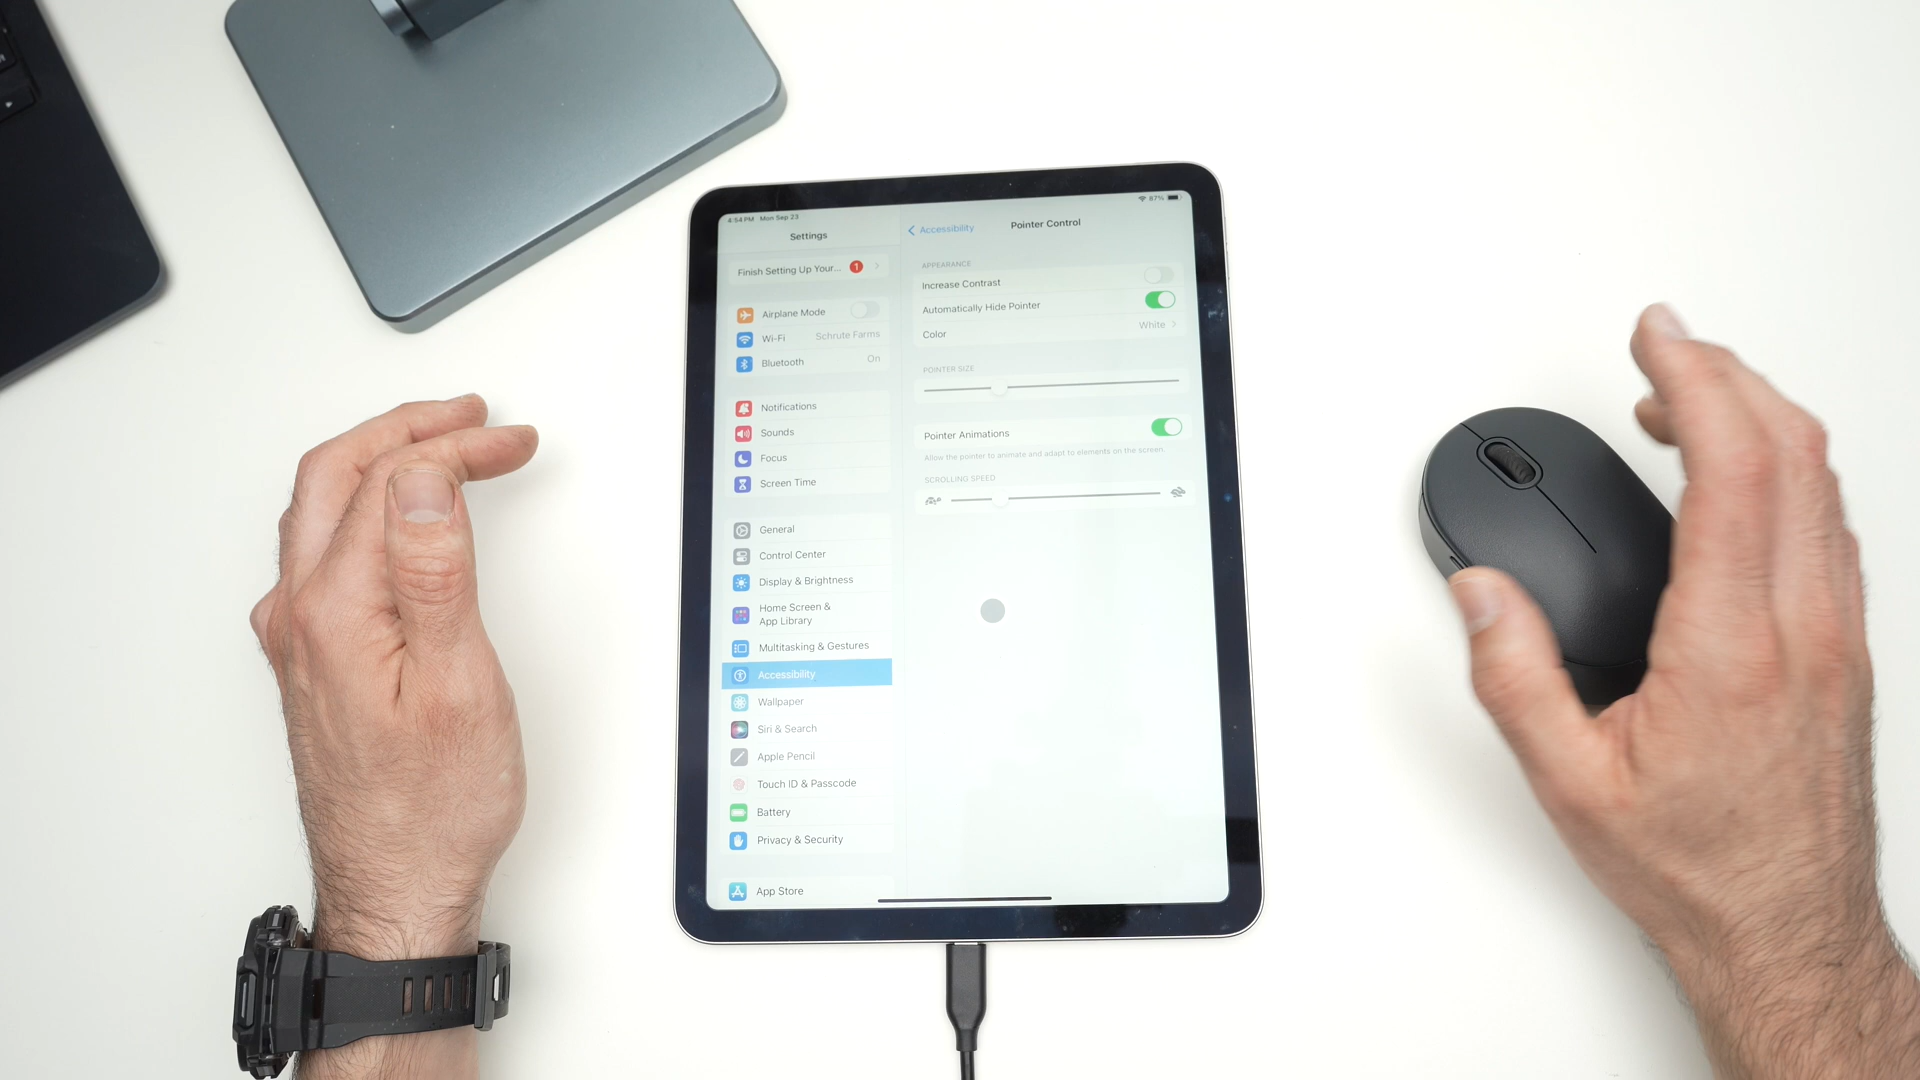 4:54 PM Mon Sep 23
87%
Settings
Finish Setting Up Your... 1
Airplane Mode
Wi-Fi Schrute Farms
Bluetooth On
Notifications
Sounds
Focus
Screen Time
General
Control Center
Display & Brightness
Home Screen &
App Library
Multitasking & Gestures
Accessibility
Wallpaper
Siri & Search
Apple Pencil
Touch ID & Passcode
Battery
Privacy & Security
App Store
Accessibility Pointer Control
APPEARANCE
Increase Contrast
Automatically Hide Pointer
Color White
POINTER SIZE
Pointer Animations
Allow the pointer to animate and adapt to elements on the screen.
SCROLLING SPEED